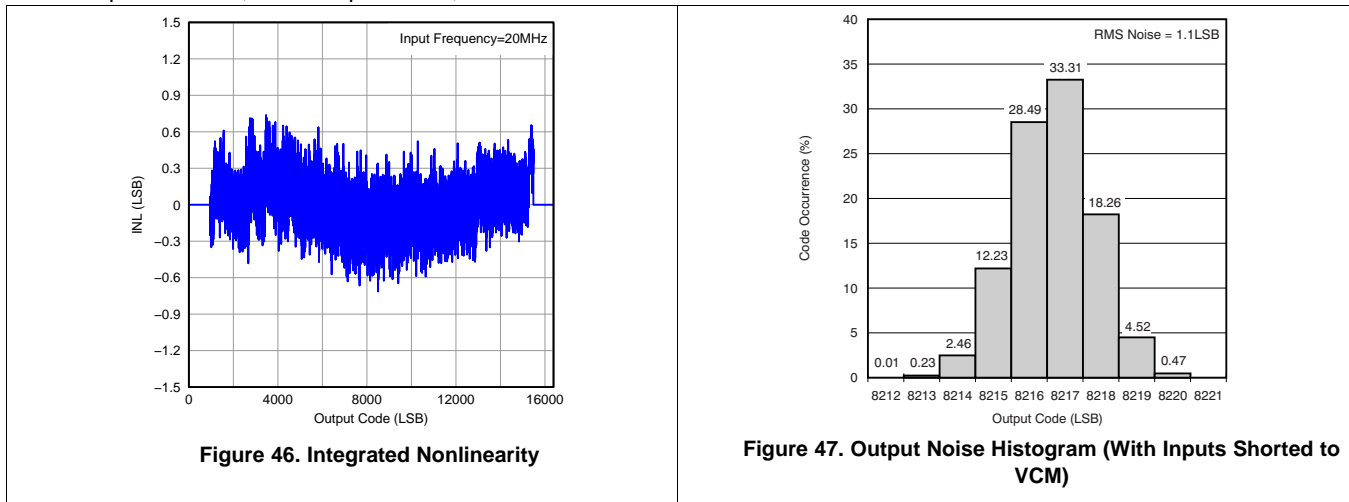 1.5
1.2
0.9
0.6
0.3
0
−0.3
−0.6
−0.9
−1.2
−1.5
INL (LSB)
Input Frequency=20MHz
0 4000 8000 12000 16000
Output Code (LSB)
Figure 46. Integrated Nonlinearity
40
35
30
25
20
15
10
5
0
Code Occurrence (%)
RMS Noise = 1.1LSB
0.01 0.23 2.46 12.23 28.49 33.31 18.26 4.52 0.47
8212 8213 8214 8215 8216 8217 8218 8219 8220 8221
Output Code (LSB)
Figure 47. Output Noise Histogram (With Inputs Shorted to
VCM)